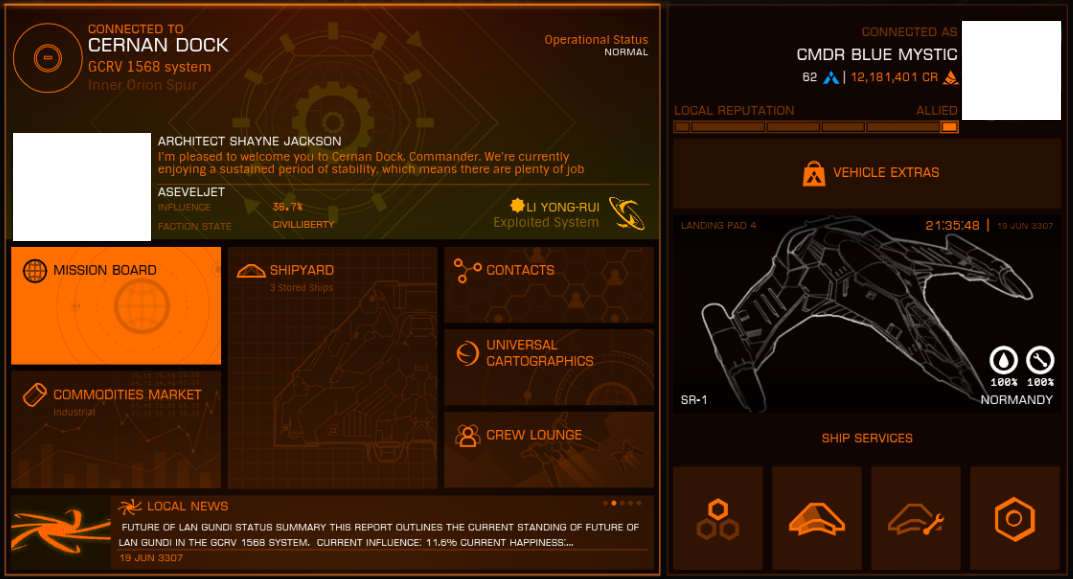 CONNECTED TO
CERNAN DOCK
GCRV 1568 system
Inner Orion Spur
Operational Status
NORMAL
ARCHITECT SHAYNE JACKSON
I'm pleased to welcome you to Cernan Dock, Commander. We're currently
enjoying a sustained period of stability, which means there are plenty of job
ASEVELJET
INFLUENCE 36.7%
FACTION STATE CIVILLIBERTY
LI YONG-RUI
Exploited System
MISSION BOARD
SHIPYARD
3 Stored Ships
CONTACTS
UNIVERSAL
CARTOGRAPHICS
COMMODITIES MARKET
Industrial
CREW LOUNGE
LOCAL NEWS
FUTURE OF LAN GUNDI STATUS SUMMARY THIS REPORT OUTLINES THE CURRENT STANDING OF FUTURE OF
LAN GUNDI IN THE GCRV 1568 SYSTEM. CURRENT INFLUENCE: 11.6% CURRENT HAPPINESS:...
19 JUN 3307
CONNECTED AS
CMDR BLUE MYSTIC
62 | 12,181,401 CR
LOCAL REPUTATION ALLIED
VEHICLE EXTRAS
LANDING PAD 4 21:35:48 | 19 JUN 3307
100% 100%
SR-1 NORMANDY
SHIP SERVICES